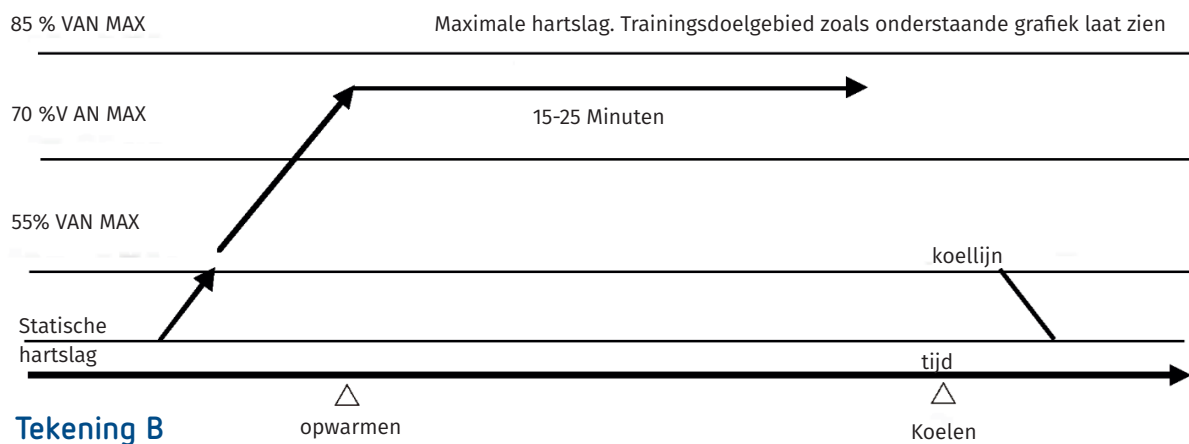 85 % VAN MAX
Maximale hartslag. Trainingsdoelgebied zoals onderstaande grafiek laat zien
70 %V AN MAX
15-25 Minuten
55% VAN MAX
koellijn
Statische
hartslag
tijd
opwarmen
Koelen
Tekening B